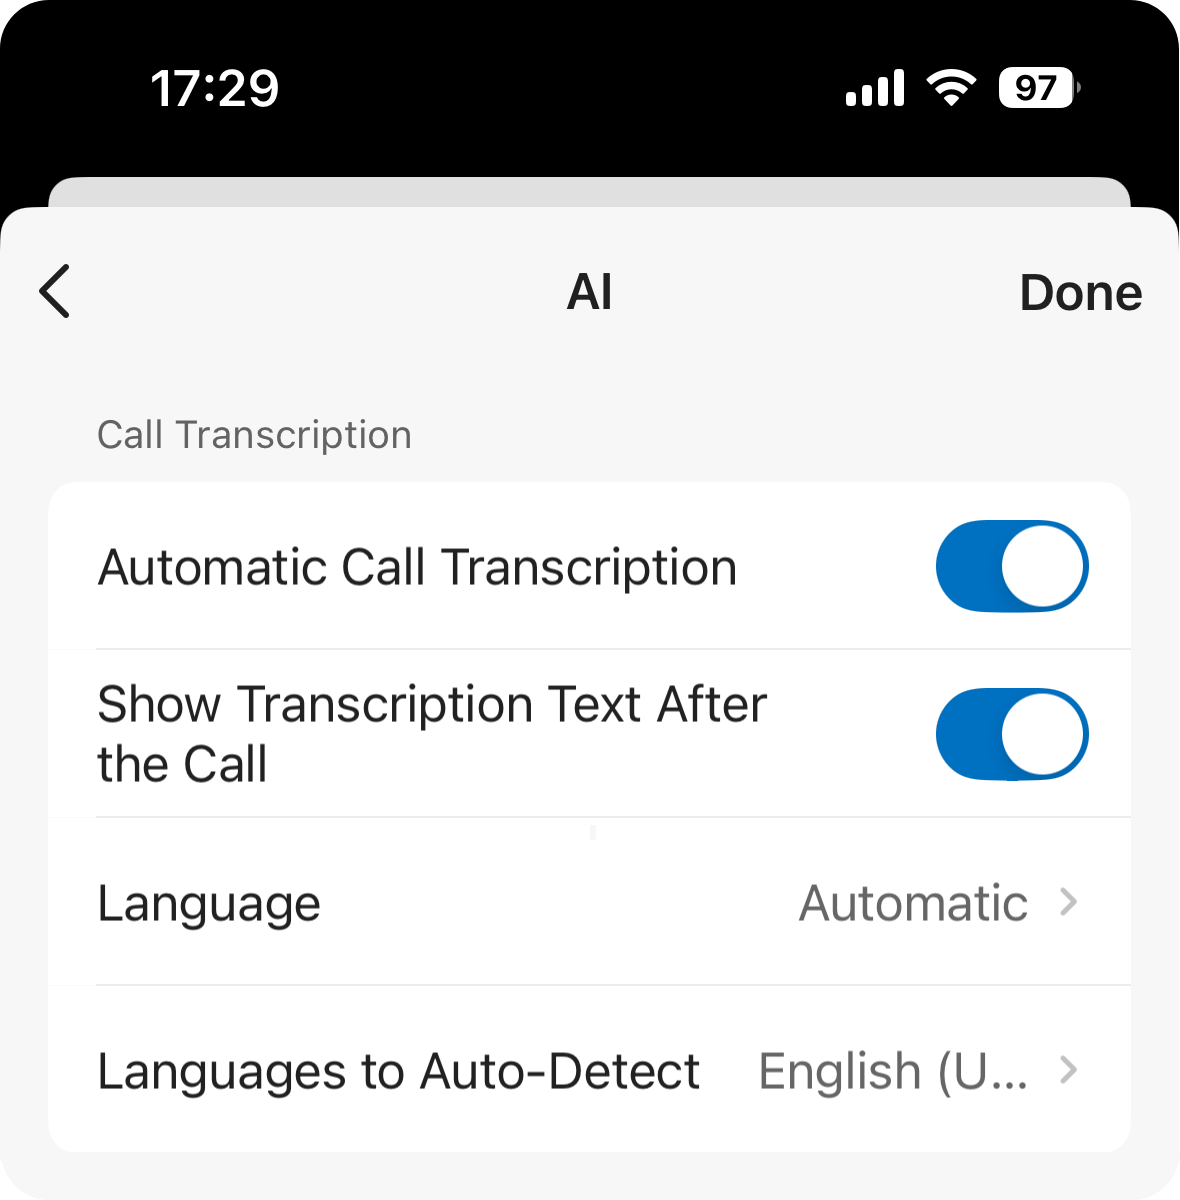 17:29 97
AI Done
Call Transcription
Automatic Call Transcription
Show Transcription Text After
the Call
Language Automatic
Languages to Auto-Detect English (U...